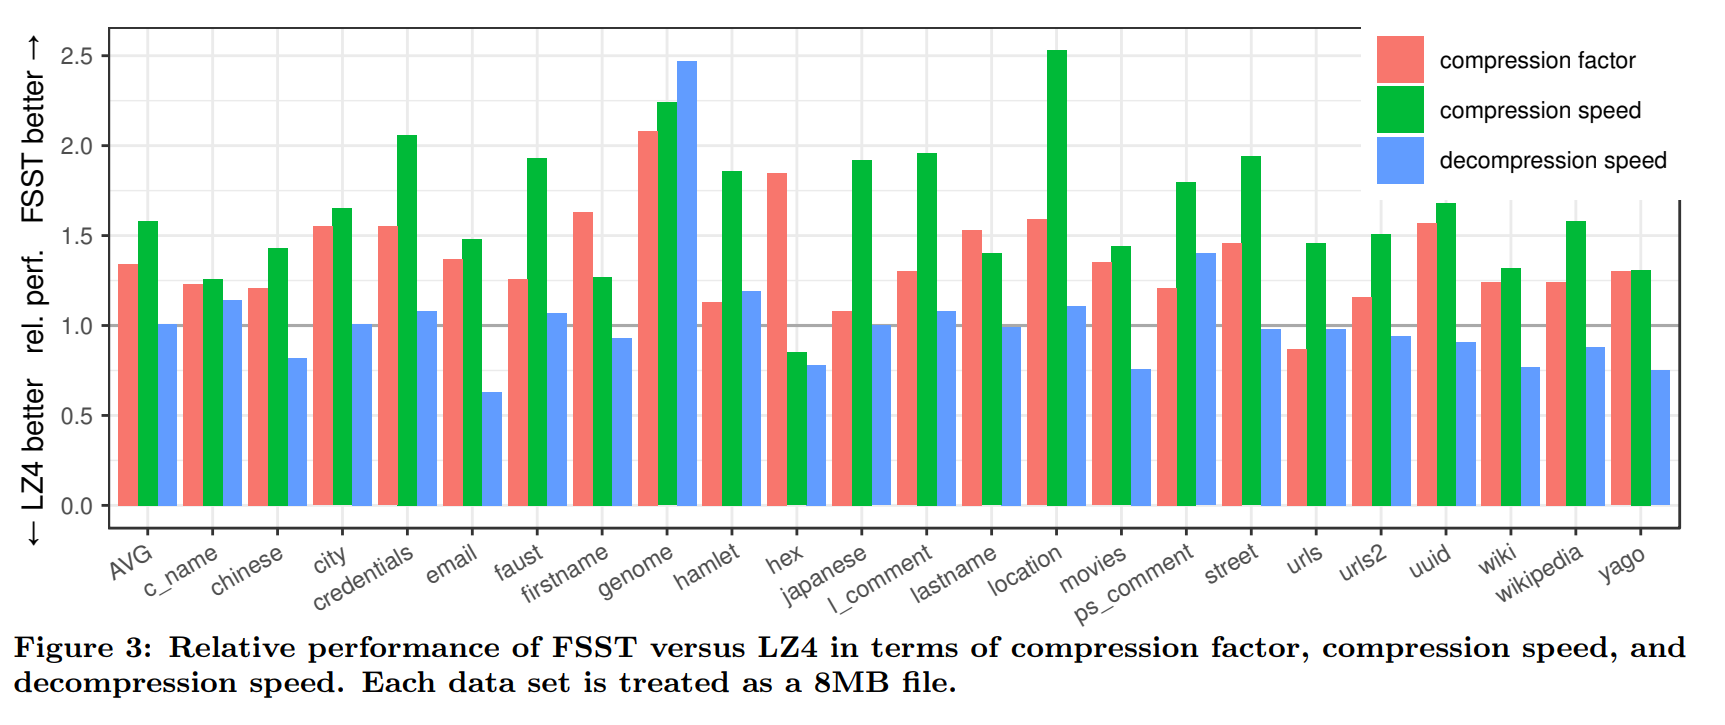 ← LZ4 better   rel. perf.   FSST better →
2.5
2.0
1.5
1.0
0.5
0.0
compression factor
compression speed
decompression speed
AVG
c_name
chinese
city
credentials
email
faust
firstname
genome
hamlet
hex
japanese
l_comment
lastname
location
movies
ps_comment
street
urls
urls2
uuid
wiki
wikipedia
yago
Figure 3: Relative performance of FSST versus LZ4 in terms of compression factor, compression speed, and
decompression speed. Each data set is treated as a 8MB file.